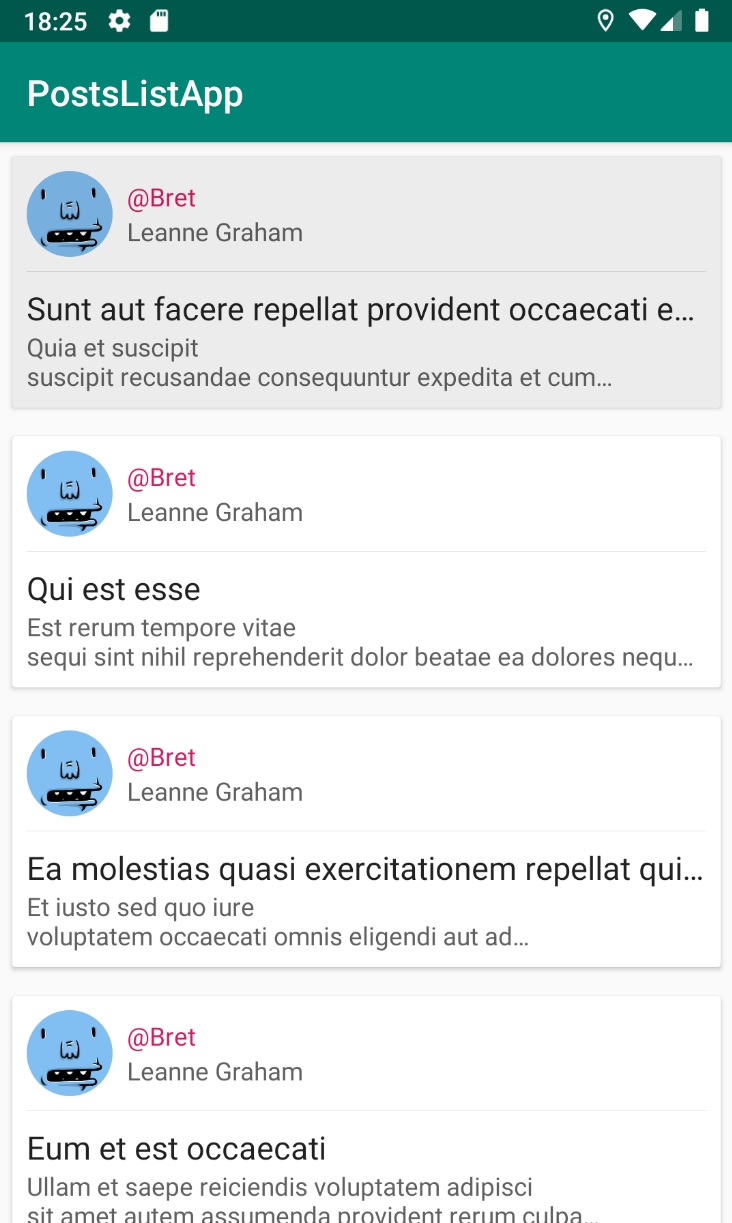 18:25
PostsListApp
@Bret
Leanne Graham
Sunt aut facere repellat provident occaecati e…
Quia et suscipit
suscipit recusandae consequuntur expedita et cum…
@Bret
Leanne Graham
Qui est esse
Est rerum tempore vitae
sequi sint nihil reprehenderit dolor beatae ea dolores nequ…
@Bret
Leanne Graham
Ea molestias quasi exercitationem repellat qui…
Et iusto sed quo iure
voluptatem occaecati omnis eligendi aut ad…
@Bret
Leanne Graham
Eum et est occaecati
Ullam et saepe reiciendis voluptatem adipisci
sit amet autem assumenda provident rerum culpa…